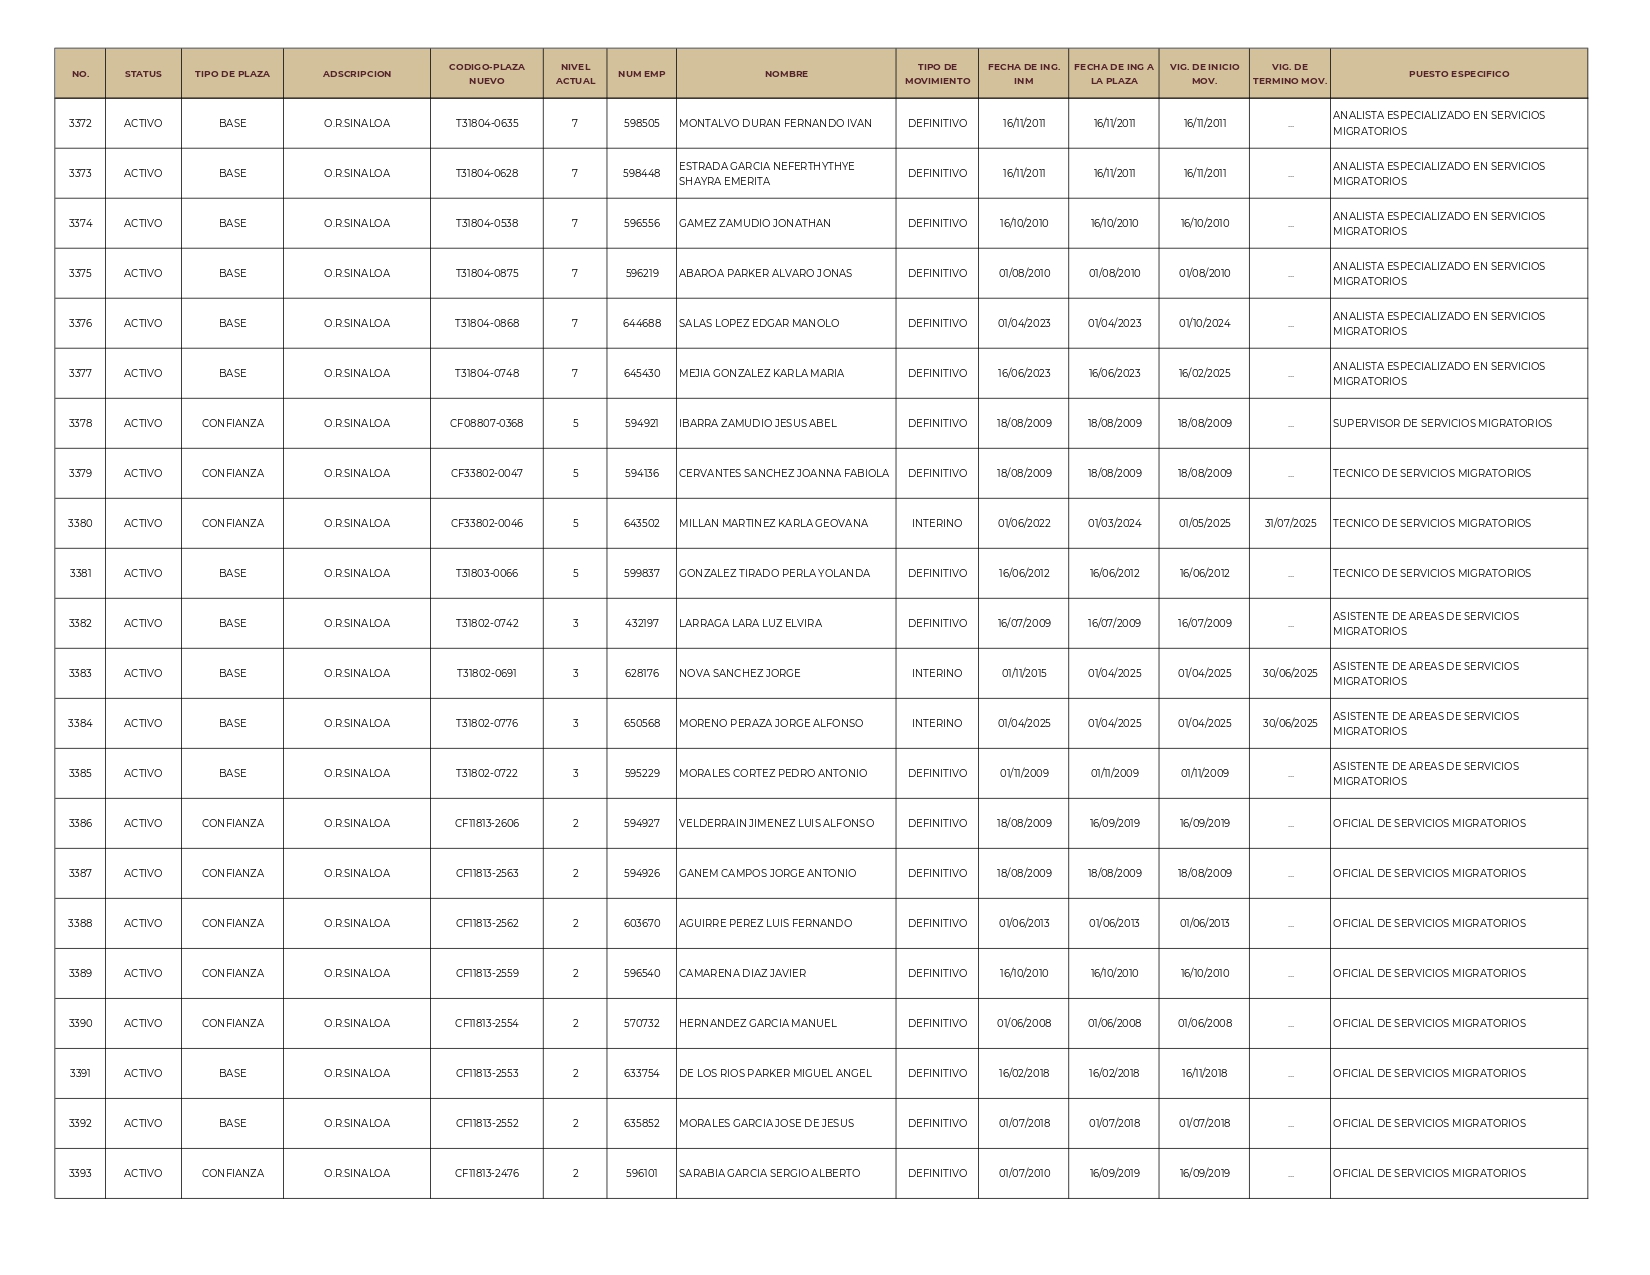 NO. STATUS TIPO DE PLAZA ADSCRIPCION CODIGO-PLAZA NUEVO NIVEL ACTUAL NUM EMP NOMBRE TIPO DE MOVIMIENTO FECHA DE ING. INM FECHA DE ING A LA PLAZA VIG. DE INICIO MOV. VIG. DE TERMINO MOV. PUESTO ESPECIFICO
3372 ACTIVO BASE O.R.SINALOA T31804-0635 7 598505 MONTALVO DURAN FERNANDO IVAN DEFINITIVO 16/11/2011 16/11/2011 16/11/2011 ... ANALISTA ESPECIALIZADO EN SERVICIOS MIGRATORIOS
3373 ACTIVO BASE O.R.SINALOA T31804-0628 7 598448 ESTRADA GARCIA NEFERTHYTHYE SHAYRA EMERITA DEFINITIVO 16/11/2011 16/11/2011 16/11/2011 ... ANALISTA ESPECIALIZADO EN SERVICIOS MIGRATORIOS
3374 ACTIVO BASE O.R.SINALOA T31804-0538 7 596556 GAMEZ ZAMUDIO JONATHAN DEFINITIVO 16/10/2010 16/10/2010 16/10/2010 ... ANALISTA ESPECIALIZADO EN SERVICIOS MIGRATORIOS
3375 ACTIVO BASE O.R.SINALOA T31804-0875 7 596219 ABAROA PARKER ALVARO JONAS DEFINITIVO 01/08/2010 01/08/2010 01/08/2010 ... ANALISTA ESPECIALIZADO EN SERVICIOS MIGRATORIOS
3376 ACTIVO BASE O.R.SINALOA T31804-0868 7 644688 SALAS LOPEZ EDGAR MANOLO DEFINITIVO 01/04/2023 01/04/2023 01/10/2024 ... ANALISTA ESPECIALIZADO EN SERVICIOS MIGRATORIOS
3377 ACTIVO BASE O.R.SINALOA T31804-0748 7 645430 MEJIA GONZALEZ KARLA MARIA DEFINITIVO 16/06/2023 16/06/2023 16/02/2025 ... ANALISTA ESPECIALIZADO EN SERVICIOS MIGRATORIOS
3378 ACTIVO CONFIANZA O.R.SINALOA CF08807-0368 5 594921 IBARRA ZAMUDIO JESUS ABEL DEFINITIVO 18/08/2009 18/08/2009 18/08/2009 ... SUPERVISOR DE SERVICIOS MIGRATORIOS
3379 ACTIVO CONFIANZA O.R.SINALOA CF33802-0047 5 594136 CERVANTES SANCHEZ JOANNA FABIOLA DEFINITIVO 18/08/2009 18/08/2009 18/08/2009 ... TECNICO DE SERVICIOS MIGRATORIOS
3380 ACTIVO CONFIANZA O.R.SINALOA CF33802-0046 5 643502 MILLAN MARTINEZ KARLA GEOVANA INTERINO 01/06/2022 01/03/2024 01/05/2025 31/07/2025 TECNICO DE SERVICIOS MIGRATORIOS
3381 ACTIVO BASE O.R.SINALOA T31803-0066 5 599837 GONZALEZ TIRADO PERLA YOLANDA DEFINITIVO 16/06/2012 16/06/2012 16/06/2012 ... TECNICO DE SERVICIOS MIGRATORIOS
3382 ACTIVO BASE O.R.SINALOA T31802-0742 3 432197 LARRAGA LARA LUZ ELVIRA DEFINITIVO 16/07/2009 16/07/2009 16/07/2009 ... ASISTENTE DE AREAS DE SERVICIOS MIGRATORIOS
3383 ACTIVO BASE O.R.SINALOA T31802-0691 3 628176 NOVA SANCHEZ JORGE INTERINO 01/11/2015 01/04/2025 01/04/2025 30/06/2025 ASISTENTE DE AREAS DE SERVICIOS MIGRATORIOS
3384 ACTIVO BASE O.R.SINALOA T31802-0776 3 650568 MORENO PERAZA JORGE ALFONSO INTERINO 01/04/2025 01/04/2025 01/04/2025 30/06/2025 ASISTENTE DE AREAS DE SERVICIOS MIGRATORIOS
3385 ACTIVO BASE O.R.SINALOA T31802-0722 3 595229 MORALES CORTEZ PEDRO ANTONIO DEFINITIVO 01/11/2009 01/11/2009 01/11/2009 ... ASISTENTE DE AREAS DE SERVICIOS MIGRATORIOS
3386 ACTIVO CONFIANZA O.R.SINALOA CF11813-2606 2 594927 VELDERRAIN JIMENEZ LUIS ALFONSO DEFINITIVO 18/08/2009 16/09/2019 16/09/2019 ... OFICIAL DE SERVICIOS MIGRATORIOS
3387 ACTIVO CONFIANZA O.R.SINALOA CF11813-2563 2 594926 GANEM CAMPOS JORGE ANTONIO DEFINITIVO 18/08/2009 18/08/2009 18/08/2009 ... OFICIAL DE SERVICIOS MIGRATORIOS
3388 ACTIVO CONFIANZA O.R.SINALOA CF11813-2562 2 603670 AGUIRRE PEREZ LUIS FERNANDO DEFINITIVO 01/06/2013 01/06/2013 01/06/2013 ... OFICIAL DE SERVICIOS MIGRATORIOS
3389 ACTIVO CONFIANZA O.R.SINALOA CF11813-2559 2 596540 CAMARENA DIAZ JAVIER DEFINITIVO 16/10/2010 16/10/2010 16/10/2010 ... OFICIAL DE SERVICIOS MIGRATORIOS
3390 ACTIVO CONFIANZA O.R.SINALOA CF11813-2554 2 570732 HERNANDEZ GARCIA MANUEL DEFINITIVO 01/06/2008 01/06/2008 01/06/2008 ... OFICIAL DE SERVICIOS MIGRATORIOS
3391 ACTIVO BASE O.R.SINALOA CF11813-2553 2 633754 DE LOS RIOS PARKER MIGUEL ANGEL DEFINITIVO 16/02/2018 16/02/2018 16/11/2018 ... OFICIAL DE SERVICIOS MIGRATORIOS
3392 ACTIVO BASE O.R.SINALOA CF11813-2552 2 635852 MORALES GARCIA JOSE DE JESUS DEFINITIVO 01/07/2018 01/07/2018 01/07/2018 ... OFICIAL DE SERVICIOS MIGRATORIOS
3393 ACTIVO CONFIANZA O.R.SINALOA CF11813-2476 2 596101 SARABIA GARCIA SERGIO ALBERTO DEFINITIVO 01/07/2010 16/09/2019 16/09/2019 ... OFICIAL DE SERVICIOS MIGRATORIOS